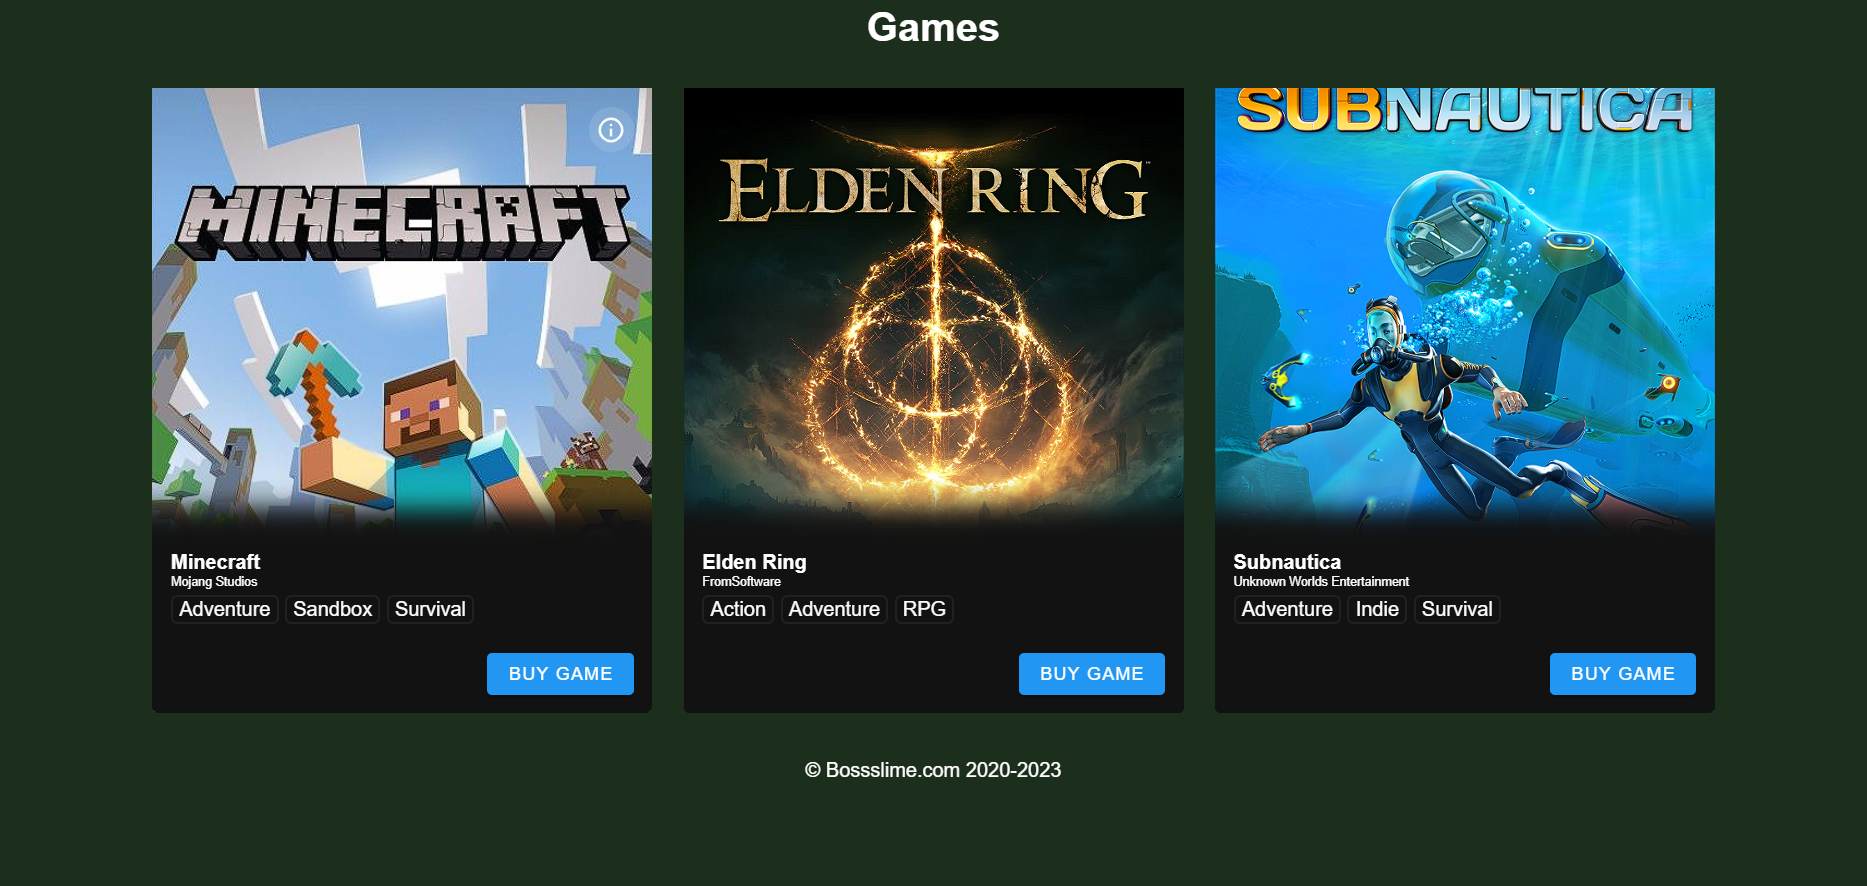 Games
MINECRAFT
Minecraft
Mojang Studios
Adventure Sandbox Survival
BUY GAME
ELDEN RING™
Elden Ring
FromSoftware
Action Adventure RPG
BUY GAME
SUBNAUTICA
Subnautica
Unknown Worlds Entertainment
Adventure Indie Survival
BUY GAME
© Bossslime.com 2020-2023